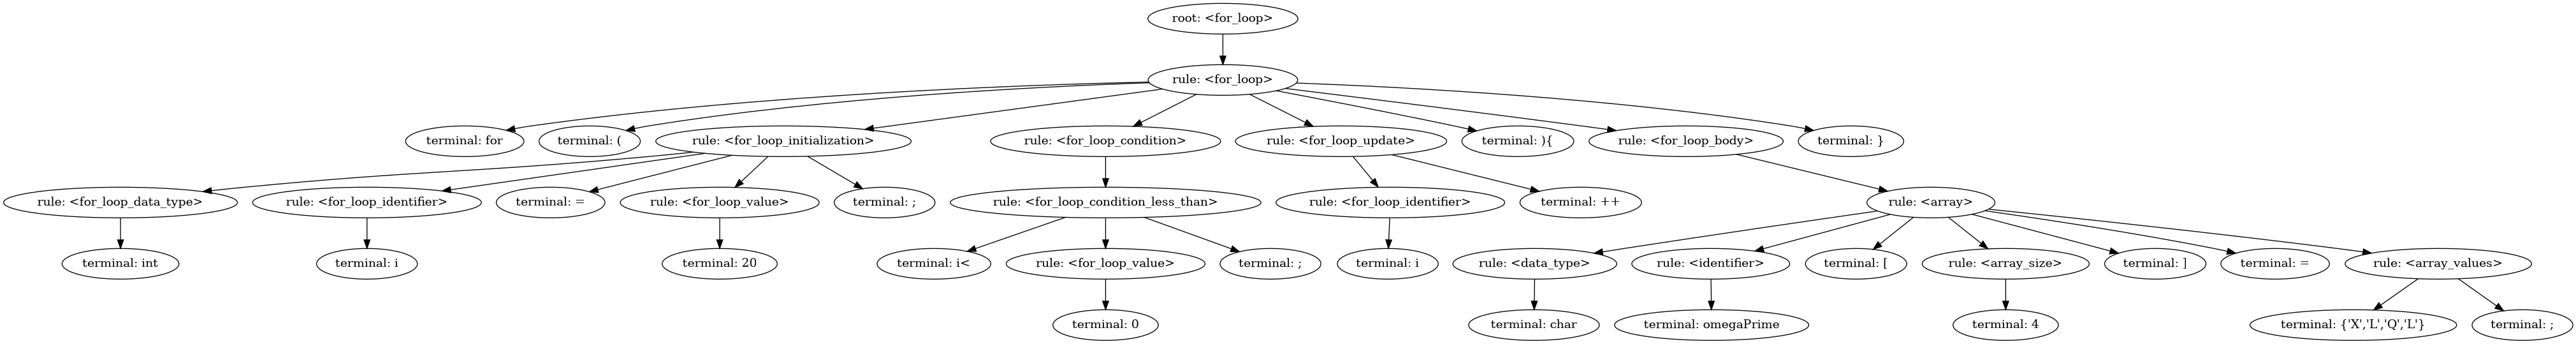 root: <for_loop>
rule: <for_loop>
terminal: for
terminal: (
rule: <for_loop_initialization>
rule: <for_loop_condition>
rule: <for_loop_update>
terminal: ){
rule: <for_loop_body>
terminal: }
rule: <for_loop_data_type>
rule: <for_loop_identifier>
terminal: =
rule: <for_loop_value>
terminal: ;
rule: <for_loop_condition_less_than>
rule: <for_loop_identifier>
terminal: ++
rule: <array>
terminal: int
terminal: i
terminal: 20
terminal: i<
rule: <for_loop_value>
terminal: ;
terminal: i
rule: <data_type>
rule: <identifier>
terminal: [
rule: <array_size>
terminal: ]
terminal: =
rule: <array_values>
terminal: 0
terminal: char
terminal: omegaPrime
terminal: 4
terminal: {'X','L','Q','L'}
terminal: ;